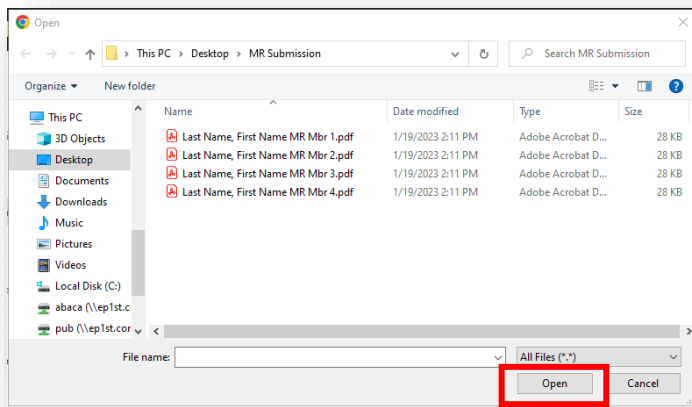 Open
This PC > Desktop > MR Submission
Search MR Submission
Organize
New folder
Name Date modified Type Size
This PC
3D Objects
Desktop
Documents
Downloads
Music
Pictures
Videos
Local Disk (C:)
abaca (\\ep1st.c
pub (\\ep1st.cor
Last Name, First Name MR Mbr 1.pdf 1/19/2023 2:11 PM Adobe Acrobat D... 28 KB
Last Name, First Name MR Mbr 2.pdf 1/19/2023 2:11 PM Adobe Acrobat D... 28 KB
Last Name, First Name MR Mbr 3.pdf 1/19/2023 2:11 PM Adobe Acrobat D... 28 KB
Last Name, First Name MR Mbr 4.pdf 1/19/2023 2:11 PM Adobe Acrobat D... 28 KB
File name:
All Files (*.*)
Open
Cancel